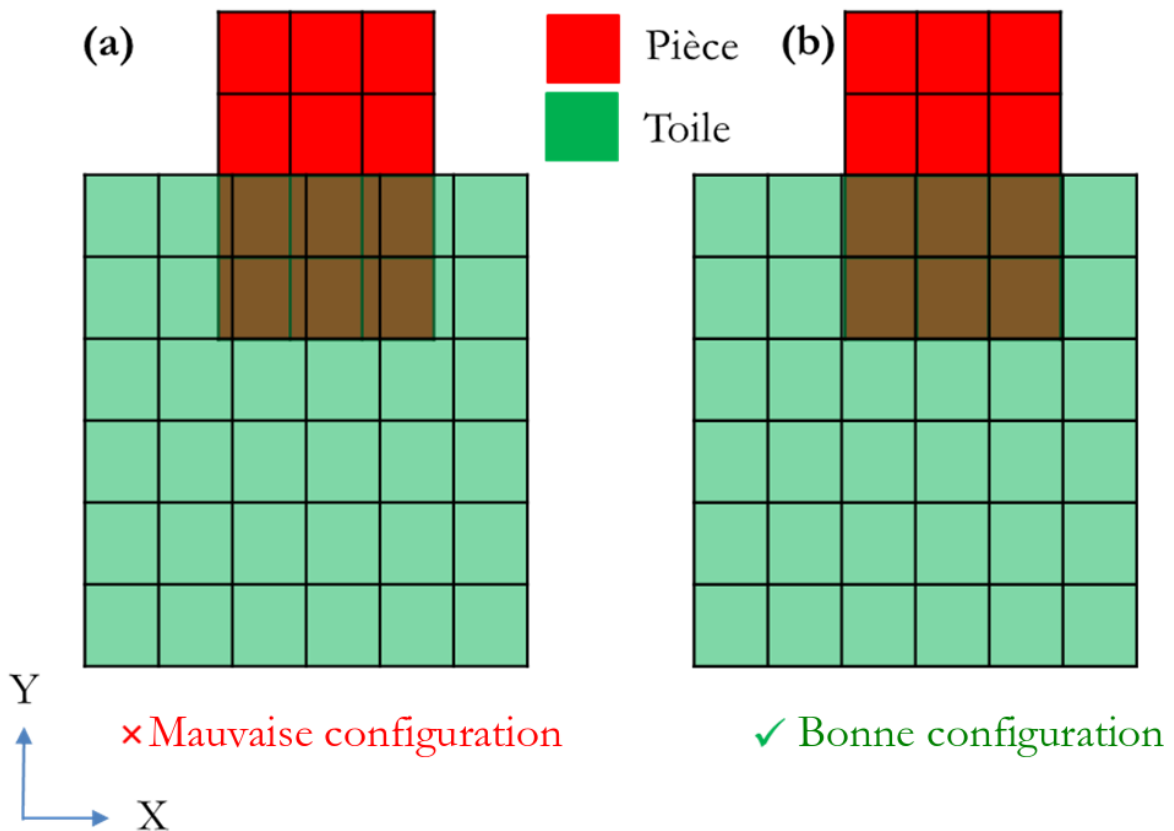 (a)
Pièce
(b)
Toile
Y
× Mauvaise configuration
✓ Bonne configuration
X